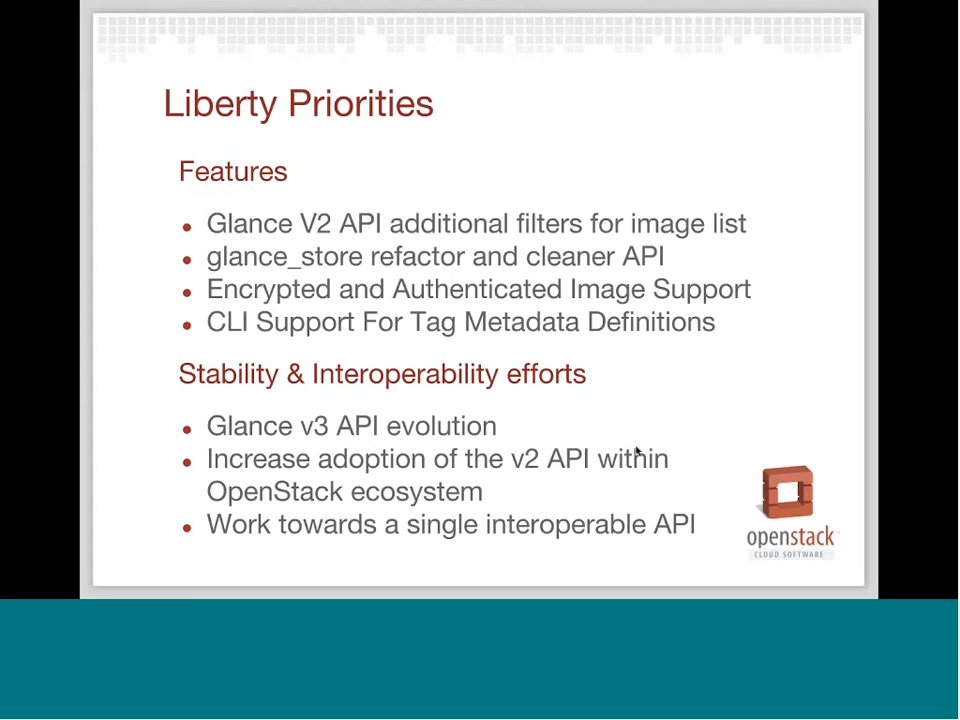 Liberty Priorities
Features
• Glance V2 API additional filters for image list
• glance_store refactor and cleaner API
• Encrypted and Authenticated Image Support
• CLI Support For Tag Metadata Definitions
Stability & Interoperability efforts
• Glance v3 API evolution
• Increase adoption of the v2 API within
OpenStack ecosystem
• Work towards a single interoperable API
openstack
CLOUD SOFTWARE